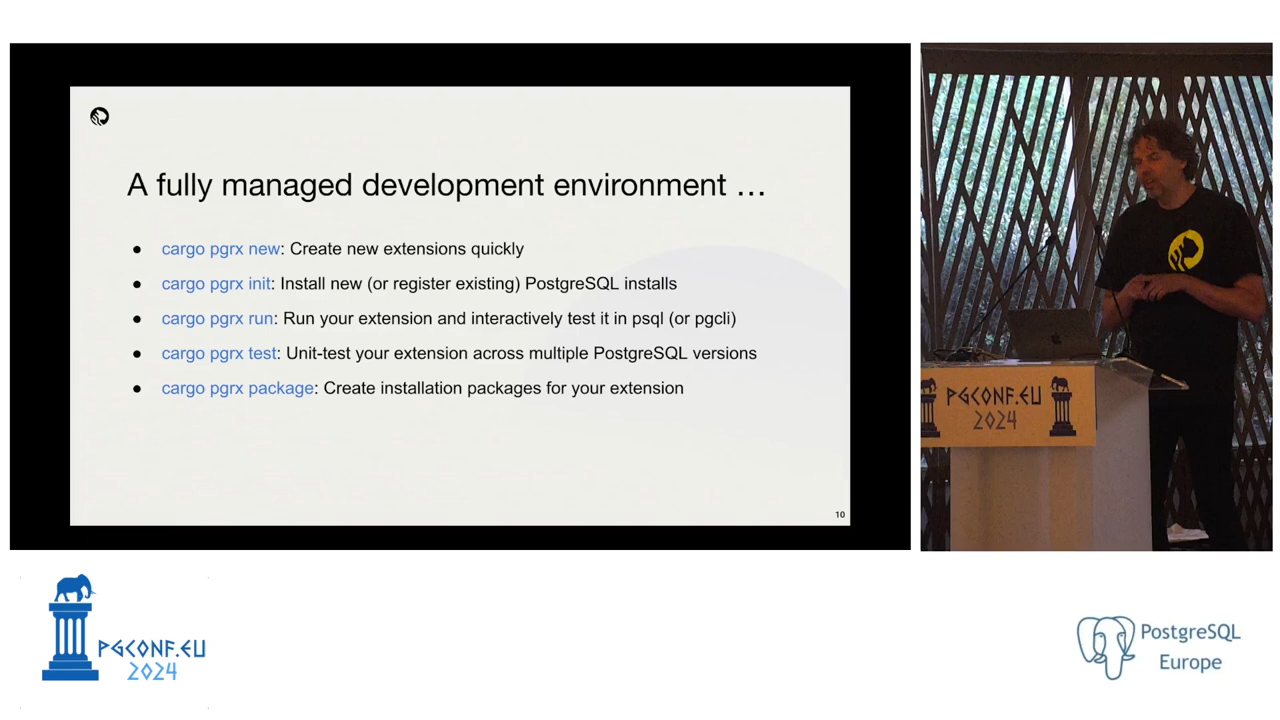 A fully managed development environment …
● cargo pgrx new: Create new extensions quickly
● cargo pgrx init: Install new (or register existing) PostgreSQL installs
● cargo pgrx run: Run your extension and interactively test it in psql (or pgcli)
● cargo pgrx test: Unit-test your extension across multiple PostgreSQL versions
● cargo pgrx package: Create installation packages for your extension
10
PGCONF.EU
2024
PGCONF.EU
2024
PostgreSQL
Europe